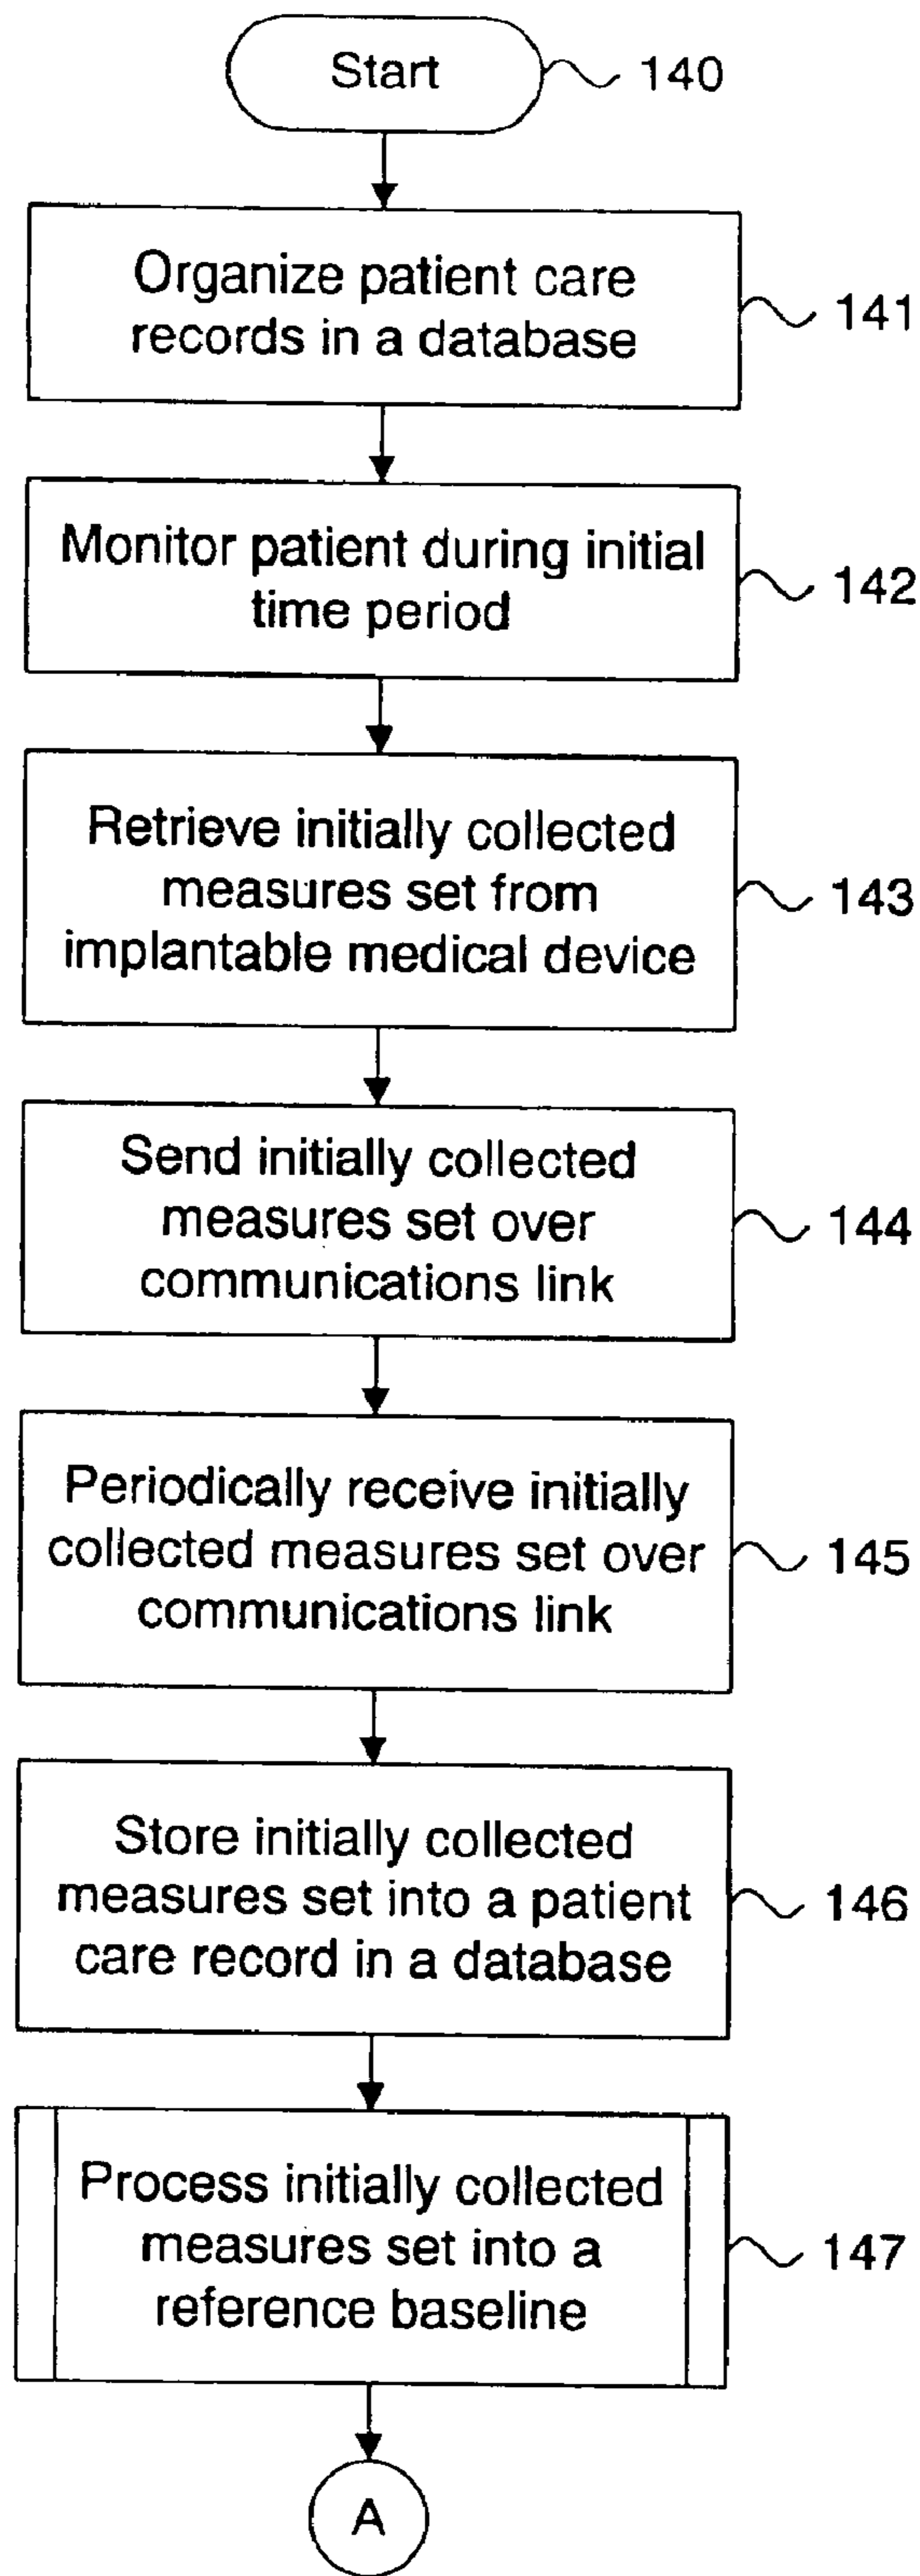 Start
140
Organize patient care
records in a database
141
Monitor patient during initial
time period
142
Retrieve initially collected
measures set from
implantable medical device
143
Send initially collected
measures set over
communications link
144
Periodically receive initially
collected measures set over
communications link
145
Store initially collected
measures set into a patient
care record in a database
146
Process initially collected
measures set into a
reference baseline
147
A